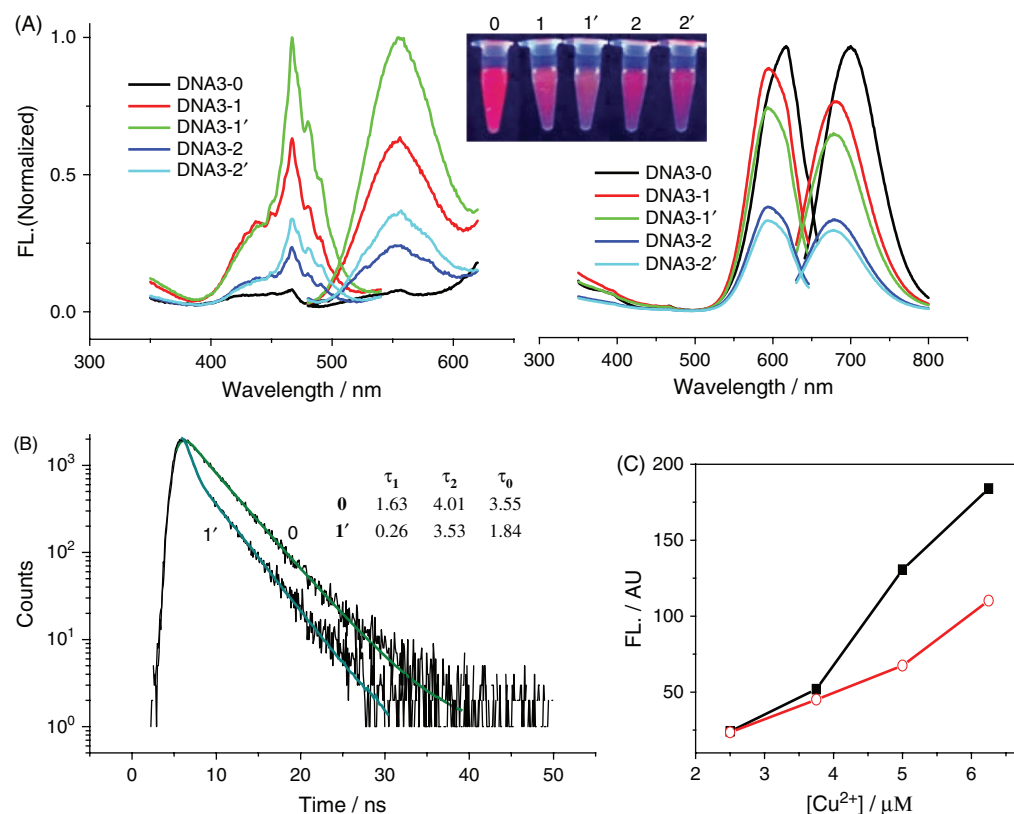 (A)
FL.(Normalized)
1.0
0.5
0.0
DNA3-0
DNA3-1
DNA3-1′
DNA3-2
DNA3-2′
300 400 500 600
Wavelength / nm
0 1 1′ 2 2′
DNA3-0
DNA3-1
DNA3-1′
DNA3-2
DNA3-2′
300 400 500 600 700 800
Wavelength / nm
(B)
Counts
10³
10²
10¹
10⁰
τ₁ τ₂ τ₀
0 1.63 4.01 3.55
1′ 0.26 3.53 1.84
1′ 0
0 10 20 30 40 50
Time / ns
(C)
FL. / AU
200
150
100
50
2 3 4 5 6
[Cu²⁺] / μM